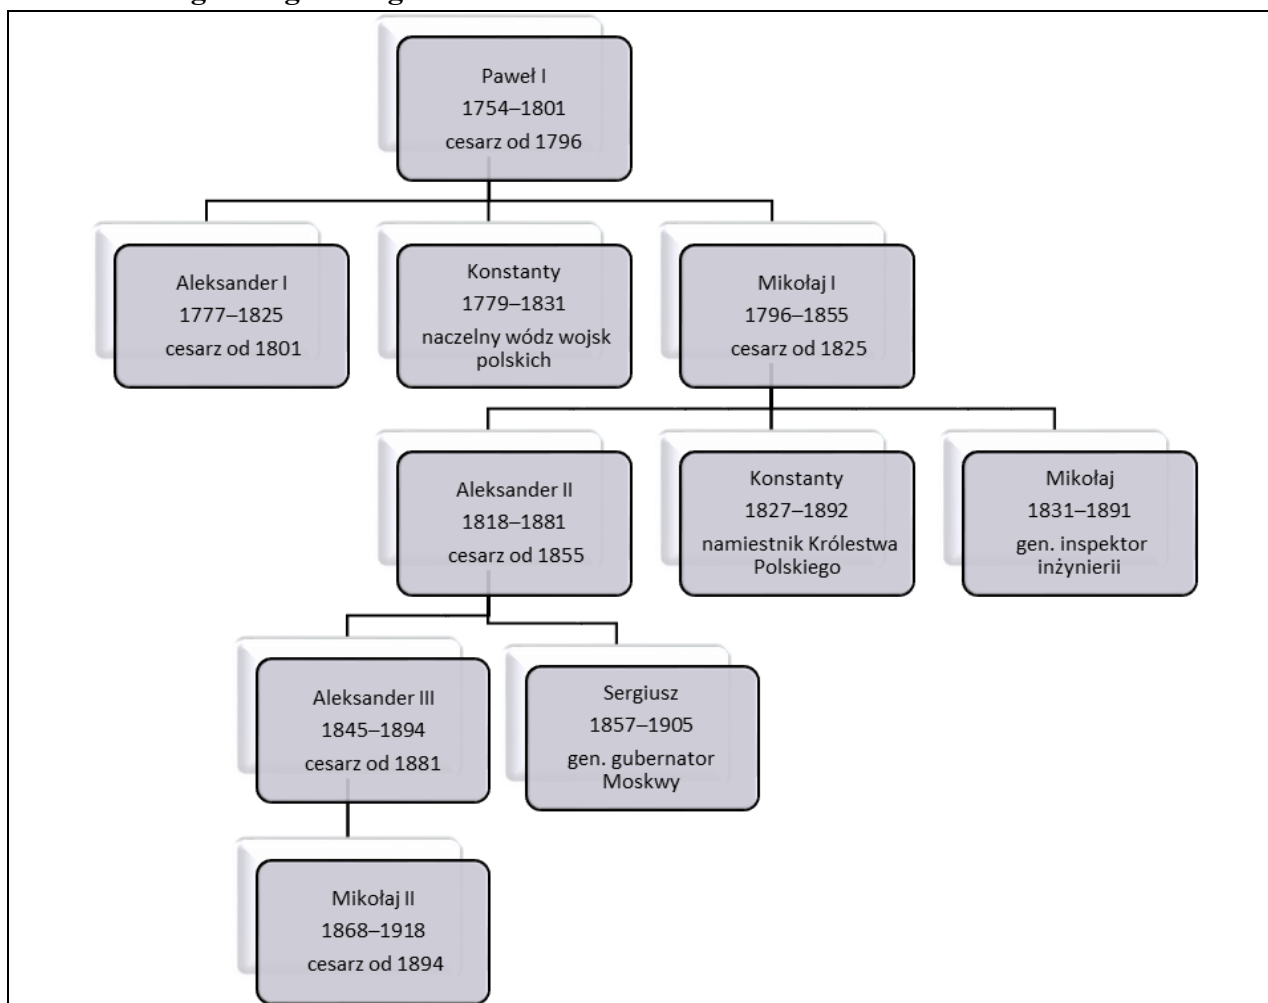 Paweł I
1754–1801
cesarz od 1796
Aleksander I
1777–1825
cesarz od 1801
Konstanty
1779–1831
naczelny wódz wojsk
polskich
Mikołaj I
1796–1855
cesarz od 1825
Aleksander II
1818–1881
cesarz od 1855
Konstanty
1827–1892
namiestnik Królestwa
Polskiego
Mikołaj
1831–1891
gen. inspektor
inżynierii
Aleksander III
1845–1894
cesarz od 1881
Sergiusz
1857–1905
gen. gubernator
Moskwy
Mikołaj II
1868–1918
cesarz od 1894